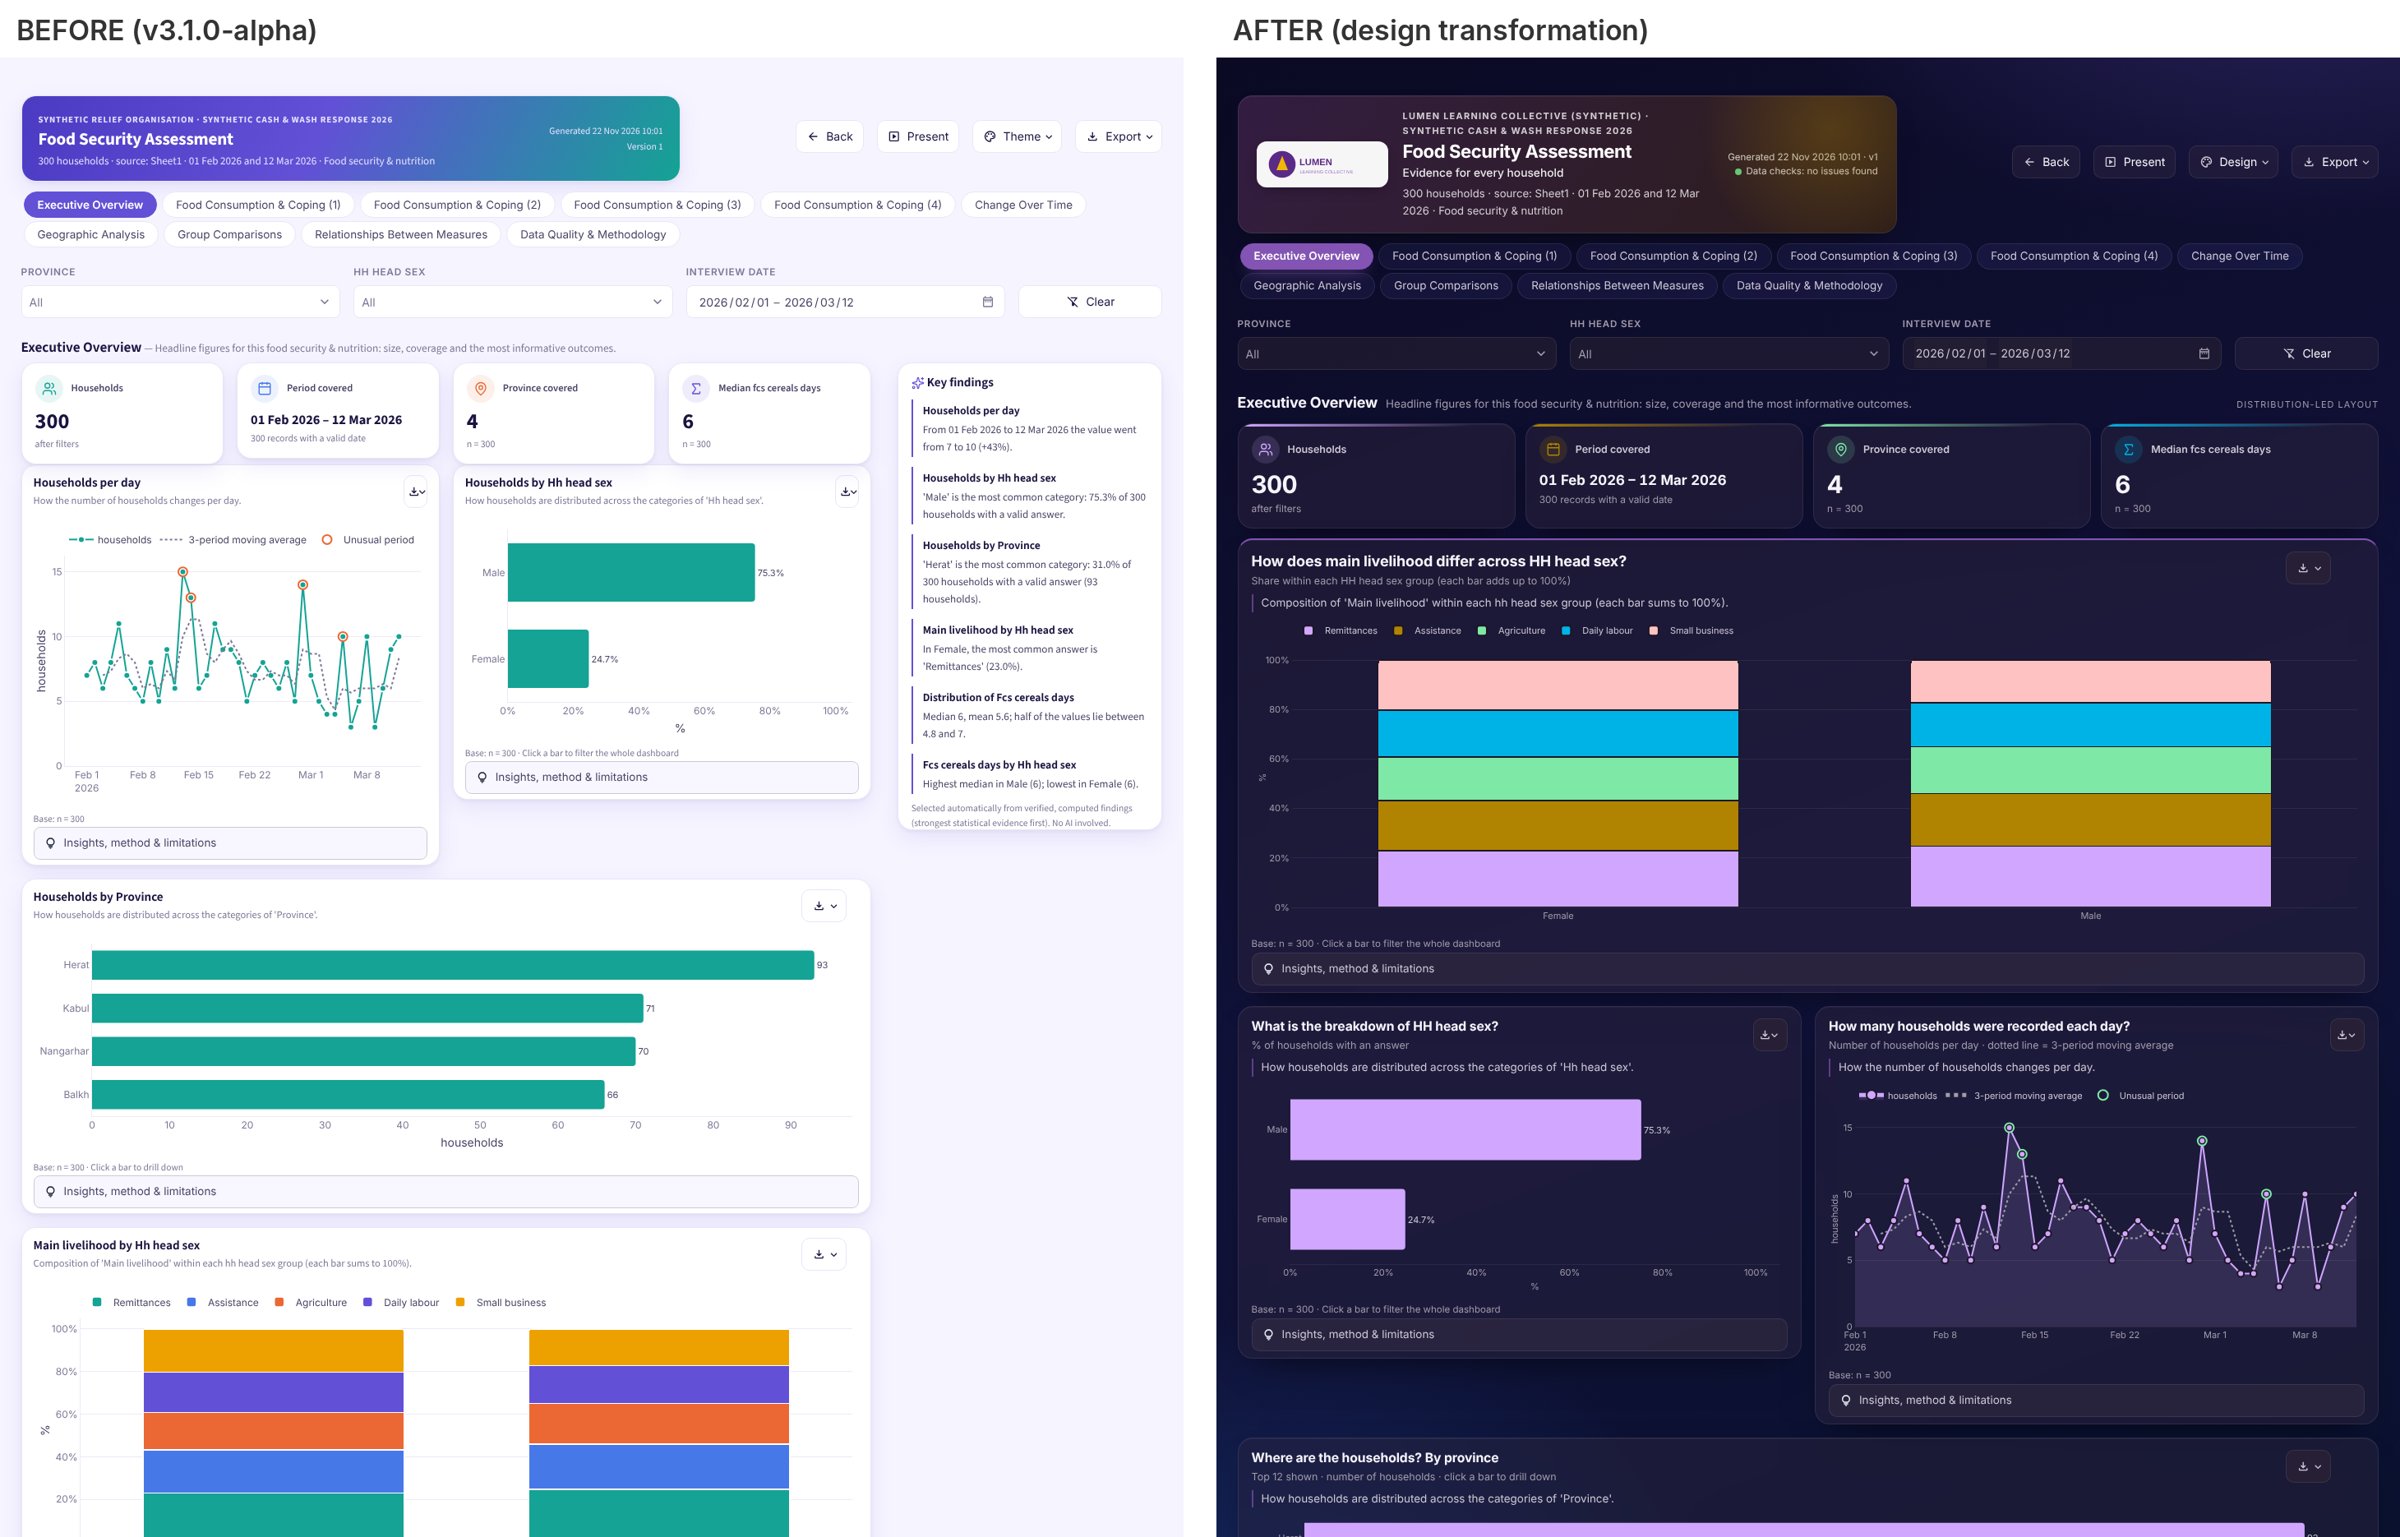 BEFORE (v3.1.0-alpha)
SYNTHETIC RELIEF ORGANISATION · SYNTHETIC CASH & WASH RESPONSE 2026
Food Security Assessment
300 households · source: Sheet1 · 01 Feb 2026 and 12 Mar 2026 · Food security & nutrition
Generated 22 Nov 2026 10:01
Version 1
Back
Present
Theme
Export
Executive Overview
Food Consumption & Coping (1)
Food Consumption & Coping (2)
Food Consumption & Coping (3)
Food Consumption & Coping (4)
Change Over Time
Geographic Analysis
Group Comparisons
Relationships Between Measures
Data Quality & Methodology
PROVINCE
HH HEAD SEX
INTERVIEW DATE
All
All
2026/02/01 – 2026/03/12
Clear
Executive Overview — Headline figures for this food security & nutrition: size, coverage and the most informative outcomes.
Households
300
after filters
Period covered
01 Feb 2026 – 12 Mar 2026
300 records with a valid date
Province covered
4
n = 300
Median fcs cereals days
6
n = 300
Key findings
Households per day
From 01 Feb 2026 to 12 Mar 2026 the value went
from 7 to 10 (+43%).
Households by Hh head sex
'Male' is the most common category: 75.3% of 300
households with a valid answer.
Households by Province
'Herat' is the most common category: 31.0% of
300 households with a valid answer (93
households).
Main livelihood by Hh head sex
In Female, the most common answer is
'Remittances' (23.0%).
Distribution of Fcs cereals days
Median 6, mean 5.6; half of the values lie between
4.8 and 7.
Fcs cereals days by Hh head sex
Highest median in Male (6); lowest in Female (6).
Selected automatically from verified, computed findings
(strongest statistical evidence first). No AI involved.
Households per day
How the number of households changes per day.
households
3-period moving average
Unusual period
households
15
10
5
0
Feb 1
2026
Feb 8
Feb 15
Feb 22
Mar 1
Mar 8
Base: n = 300
Insights, method & limitations
Households by Hh head sex
How households are distributed across the categories of 'Hh head sex'.
Male
75.3%
Female
24.7%
0%
20%
40%
60%
80%
100%
%
Base: n = 300 · Click a bar to filter the whole dashboard
Insights, method & limitations
Households by Province
How households are distributed across the categories of 'Province'.
Herat
93
Kabul
71
Nangarhar
70
Balkh
66
0
10
20
30
40
50
60
70
80
90
households
Base: n = 300 · Click a bar to drill down
Insights, method & limitations
Main livelihood by Hh head sex
Composition of 'Main livelihood' within each hh head sex group (each bar sums to 100%).
Remittances
Assistance
Agriculture
Daily labour
Small business
100%
80%
60%
%
40%
20%
AFTER (design transformation)
LUMEN
LEARNING COLLECTIVE
LUMEN LEARNING COLLECTIVE (SYNTHETIC) ·
SYNTHETIC CASH & WASH RESPONSE 2026
Food Security Assessment
Evidence for every household
300 households · source: Sheet1 · 01 Feb 2026 and 12 Mar
2026 · Food security & nutrition
Generated 22 Nov 2026 10:01 · v1
Data checks: no issues found
Back
Present
Design
Export
Executive Overview
Food Consumption & Coping (1)
Food Consumption & Coping (2)
Food Consumption & Coping (3)
Food Consumption & Coping (4)
Change Over Time
Geographic Analysis
Group Comparisons
Relationships Between Measures
Data Quality & Methodology
PROVINCE
HH HEAD SEX
INTERVIEW DATE
All
All
2026/02/01 – 2026/03/12
Clear
Executive Overview Headline figures for this food security & nutrition: size, coverage and the most informative outcomes.
DISTRIBUTION-LED LAYOUT
Households
300
after filters
Period covered
01 Feb 2026 – 12 Mar 2026
300 records with a valid date
Province covered
4
n = 300
Median fcs cereals days
6
n = 300
How does main livelihood differ across HH head sex?
Share within each HH head sex group (each bar adds up to 100%)
Composition of 'Main livelihood' within each hh head sex group (each bar sums to 100%).
Remittances
Assistance
Agriculture
Daily labour
Small business
100%
80%
60%
%
40%
20%
0%
Female
Male
Base: n = 300 · Click a bar to filter the whole dashboard
Insights, method & limitations
What is the breakdown of HH head sex?
% of households with an answer
How households are distributed across the categories of 'Hh head sex'.
Male
75.3%
Female
24.7%
0%
20%
40%
60%
80%
100%
%
Base: n = 300 · Click a bar to filter the whole dashboard
Insights, method & limitations
How many households were recorded each day?
Number of households per day · dotted line = 3-period moving average
How the number of households changes per day.
households
3-period moving average
Unusual period
15
10
households
5
0
Feb 1
2026
Feb 8
Feb 15
Feb 22
Mar 1
Mar 8
Base: n = 300
Insights, method & limitations
Where are the households? By province
Top 12 shown · number of households · click a bar to drill down
How households are distributed across the categories of 'Province'.